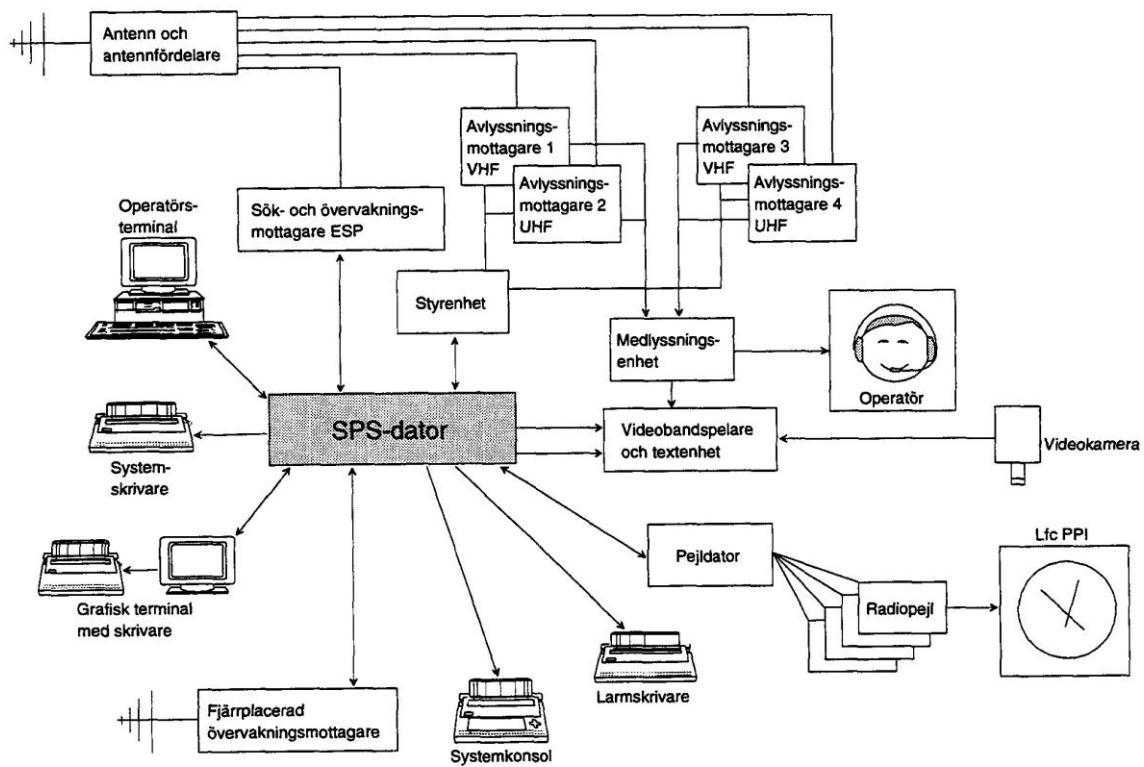 Antenn och
antennfördelare
Avlyssnings-
mottagare 1
VHF
Avlyssnings-
mottagare 2
UHF
Avlyssnings-
mottagare 3
VHF
Avlyssnings-
mottagare 4
UHF
Operatörs-
terminal
Sök- och övervaknings-
mottagare ESP
Styrenhet
Medlyssnings-
enhet
Operatör
SPS-dator
Videobandspelare
och textenhet
Videokamera
System-
skrivare
Grafisk terminal
med skrivare
Pejldator
Radiopejl
Lfc PPI
Larmskrivare
Fjärrplacerad
övervakningsmottagare
Systemkonsol